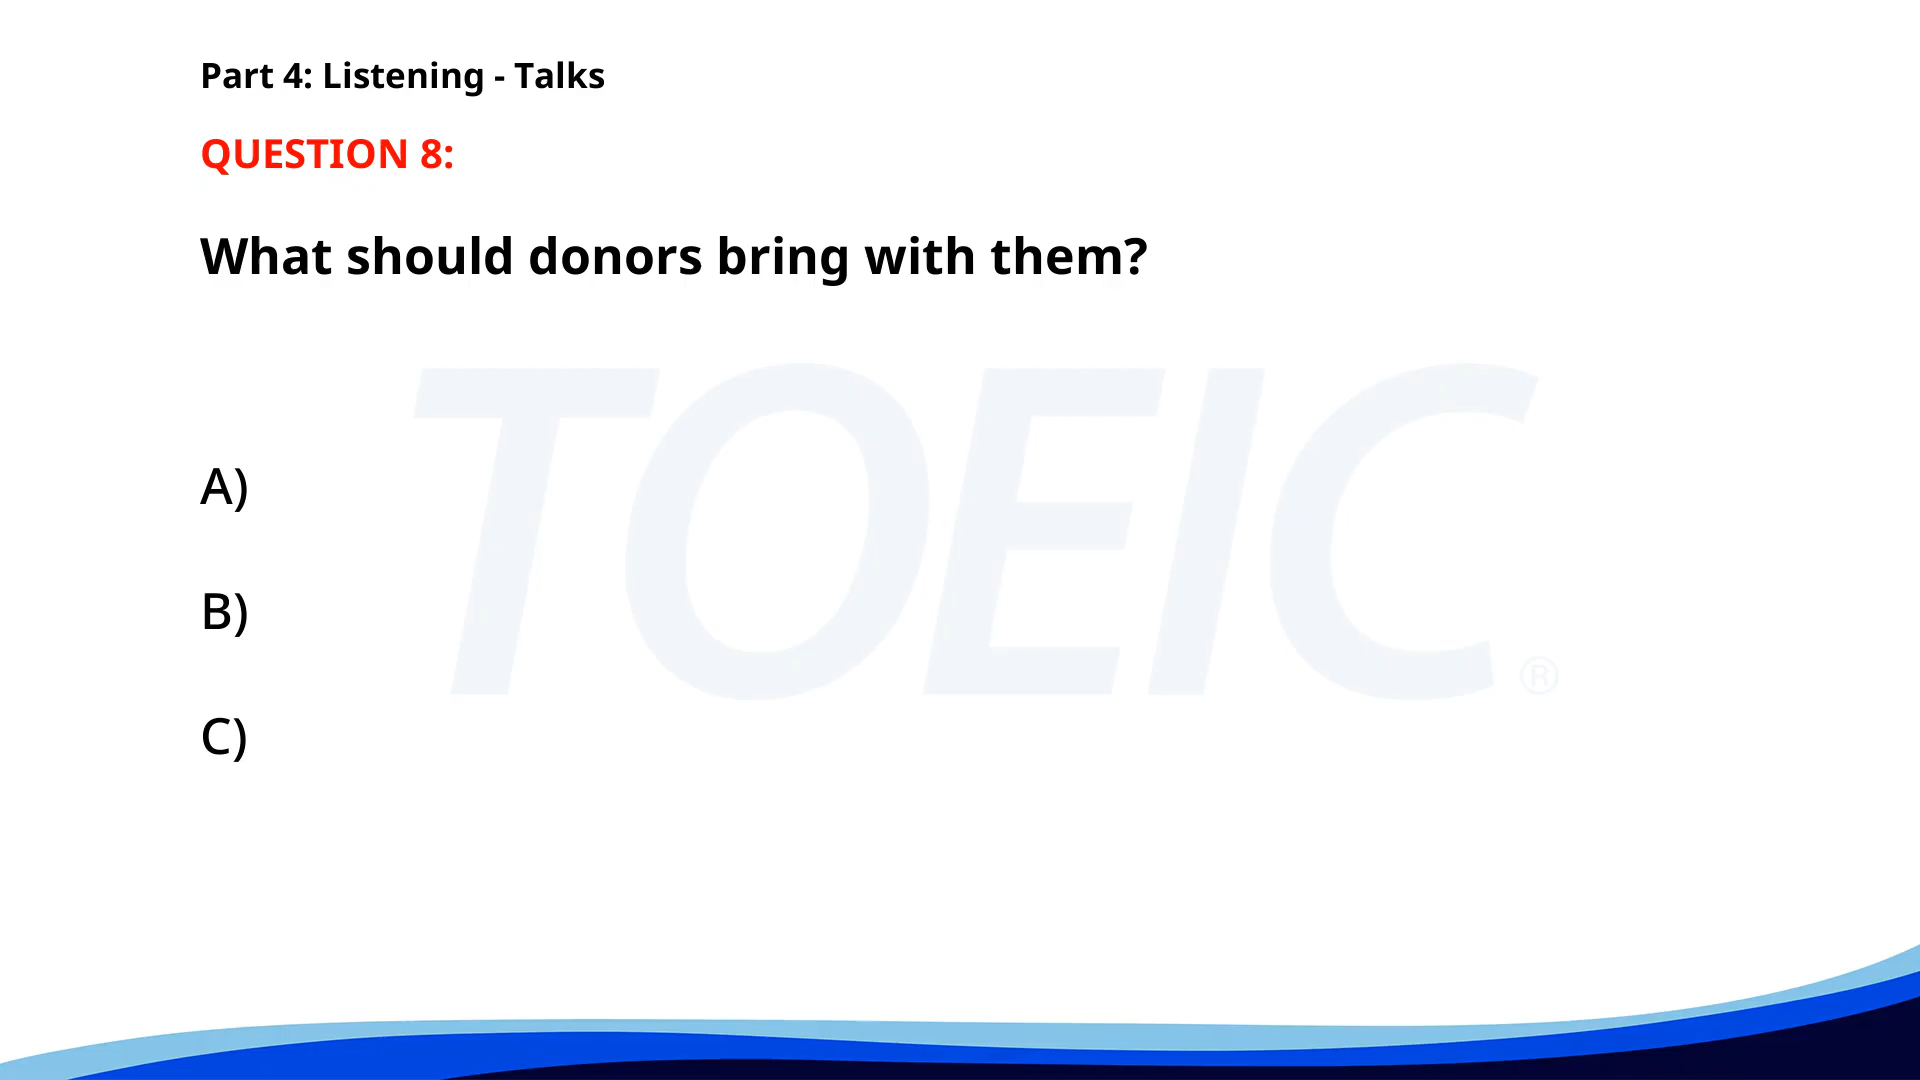 Part 4: Listening - Talks
QUESTION 8:
What should donors bring with them?
TOEIC®
A)
B)
C)